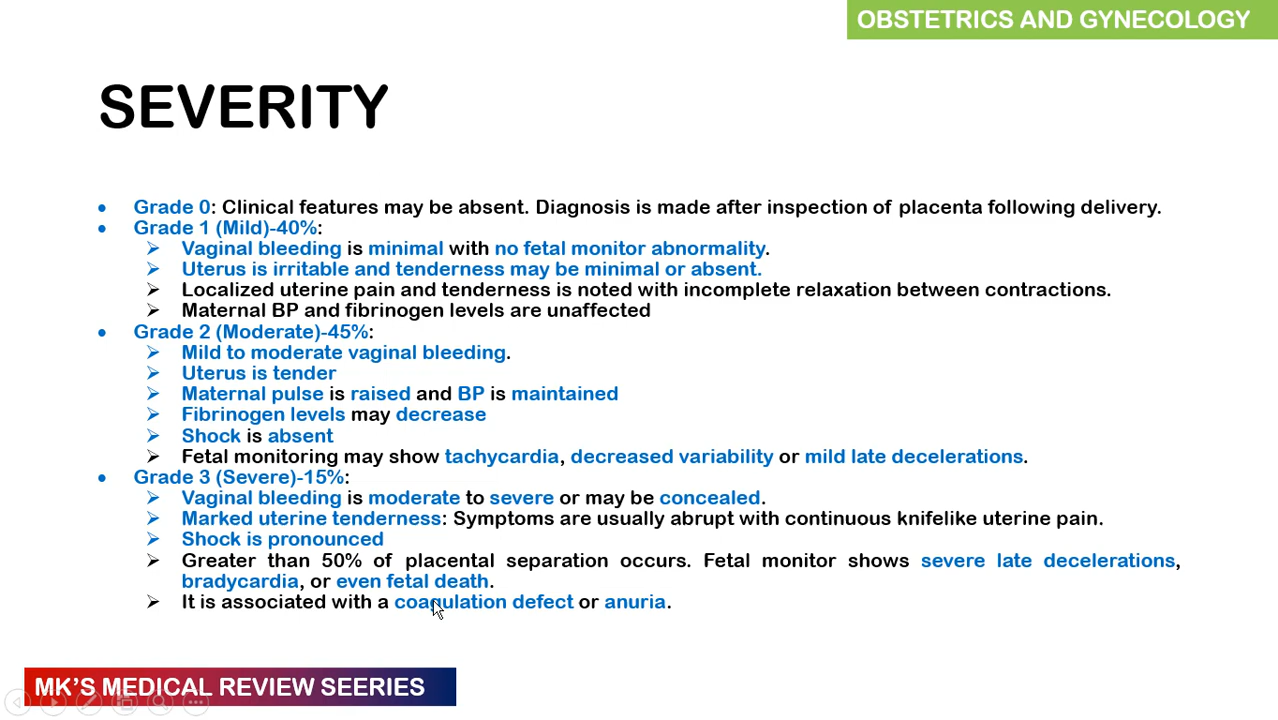 OBSTETRICS AND GYNECOLOGY
SEVERITY
• Grade 0: Clinical features may be absent. Diagnosis is made after inspection of placenta following delivery.
• Grade 1 (Mild)-40%:
➢ Vaginal bleeding is minimal with no fetal monitor abnormality.
➢ Uterus is irritable and tenderness may be minimal or absent.
➢ Localized uterine pain and tenderness is noted with incomplete relaxation between contractions.
➢ Maternal BP and fibrinogen levels are unaffected
• Grade 2 (Moderate)-45%:
➢ Mild to moderate vaginal bleeding.
➢ Uterus is tender
➢ Maternal pulse is raised and BP is maintained
➢ Fibrinogen levels may decrease
➢ Shock is absent
➢ Fetal monitoring may show tachycardia, decreased variability or mild late decelerations.
• Grade 3 (Severe)-15%:
➢ Vaginal bleeding is moderate to severe or may be concealed.
➢ Marked uterine tenderness: Symptoms are usually abrupt with continuous knifelike uterine pain.
➢ Shock is pronounced
➢ Greater than 50% of placental separation occurs. Fetal monitor shows severe late decelerations,
bradycardia, or even fetal death.
➢ It is associated with a coagulation defect or anuria.
MK'S MEDICAL REVIEW SEERIES